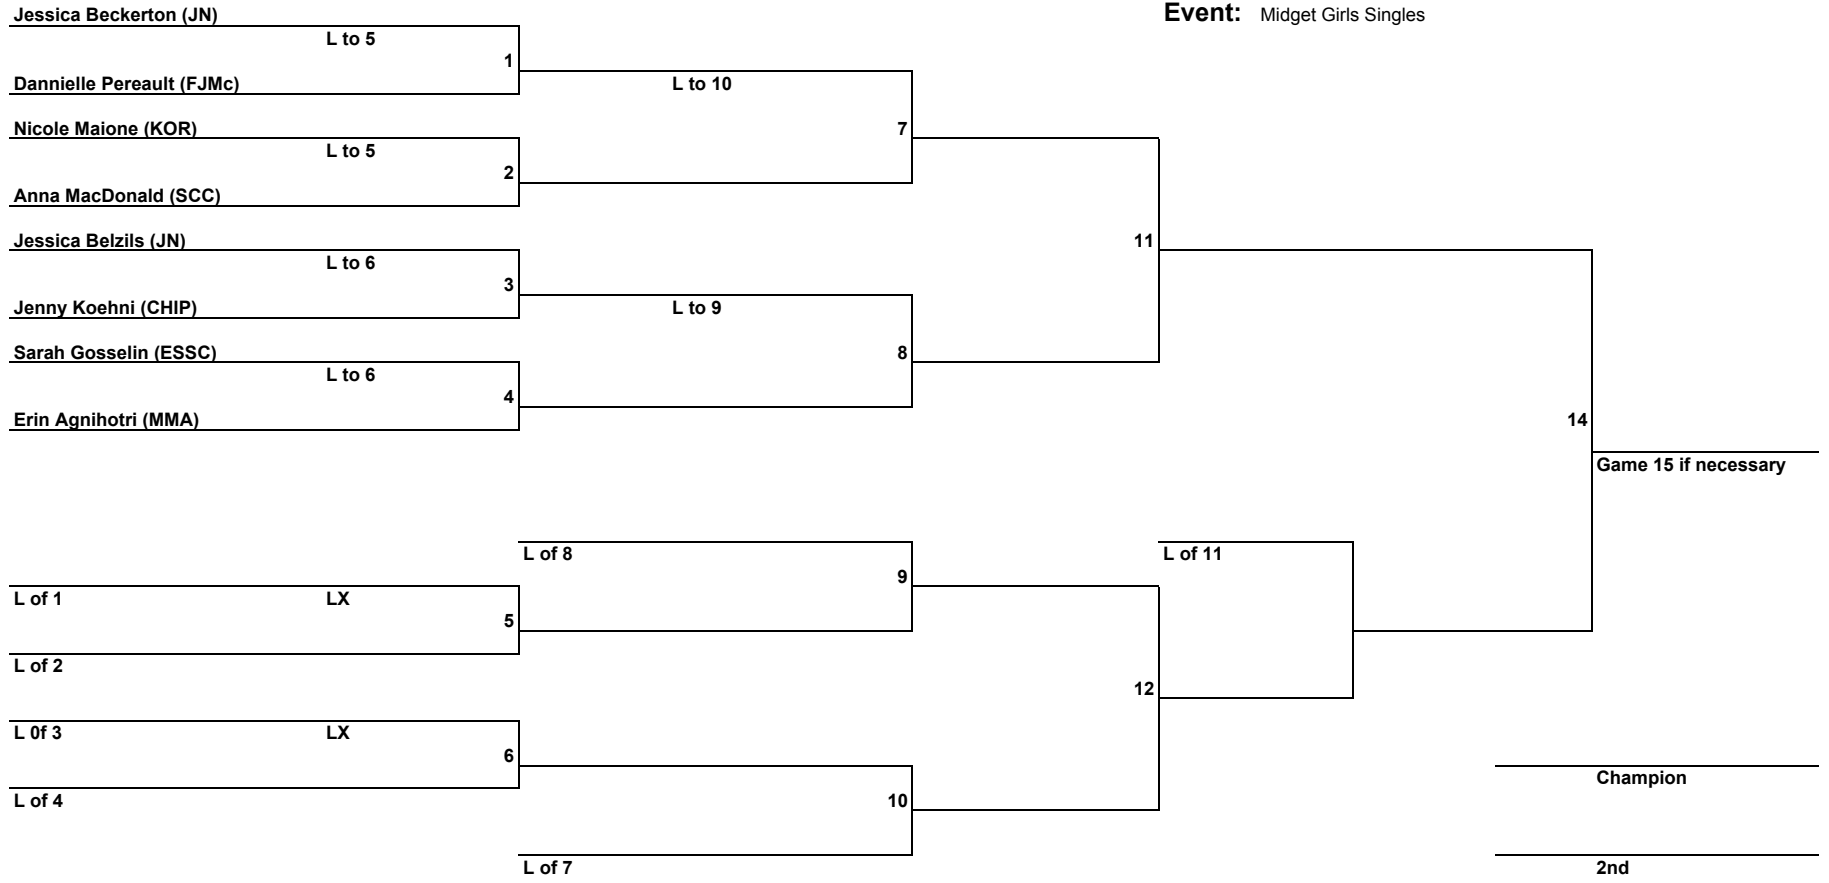 Jessica Beckerton (JN)
Event: Midget Girls Singles
L to 5
1
Dannielle Pereault (FJMc)
L to 10
Nicole Maione (KOR)
7
L to 5
2
Anna MacDonald (SCC)
Jessica Belzils (JN)
11
L to 6
3
Jenny Koehni (CHIP)
L to 9
Sarah Gosselin (ESSC)
8
L to 6
4
Erin Agnihotri (MMA)
14
Game 15 if necessary
L of 8
L of 11
9
L of 1
LX
5
L of 2
12
L 0f 3
LX
6
Champion
L of 4
10
L of 7
2nd